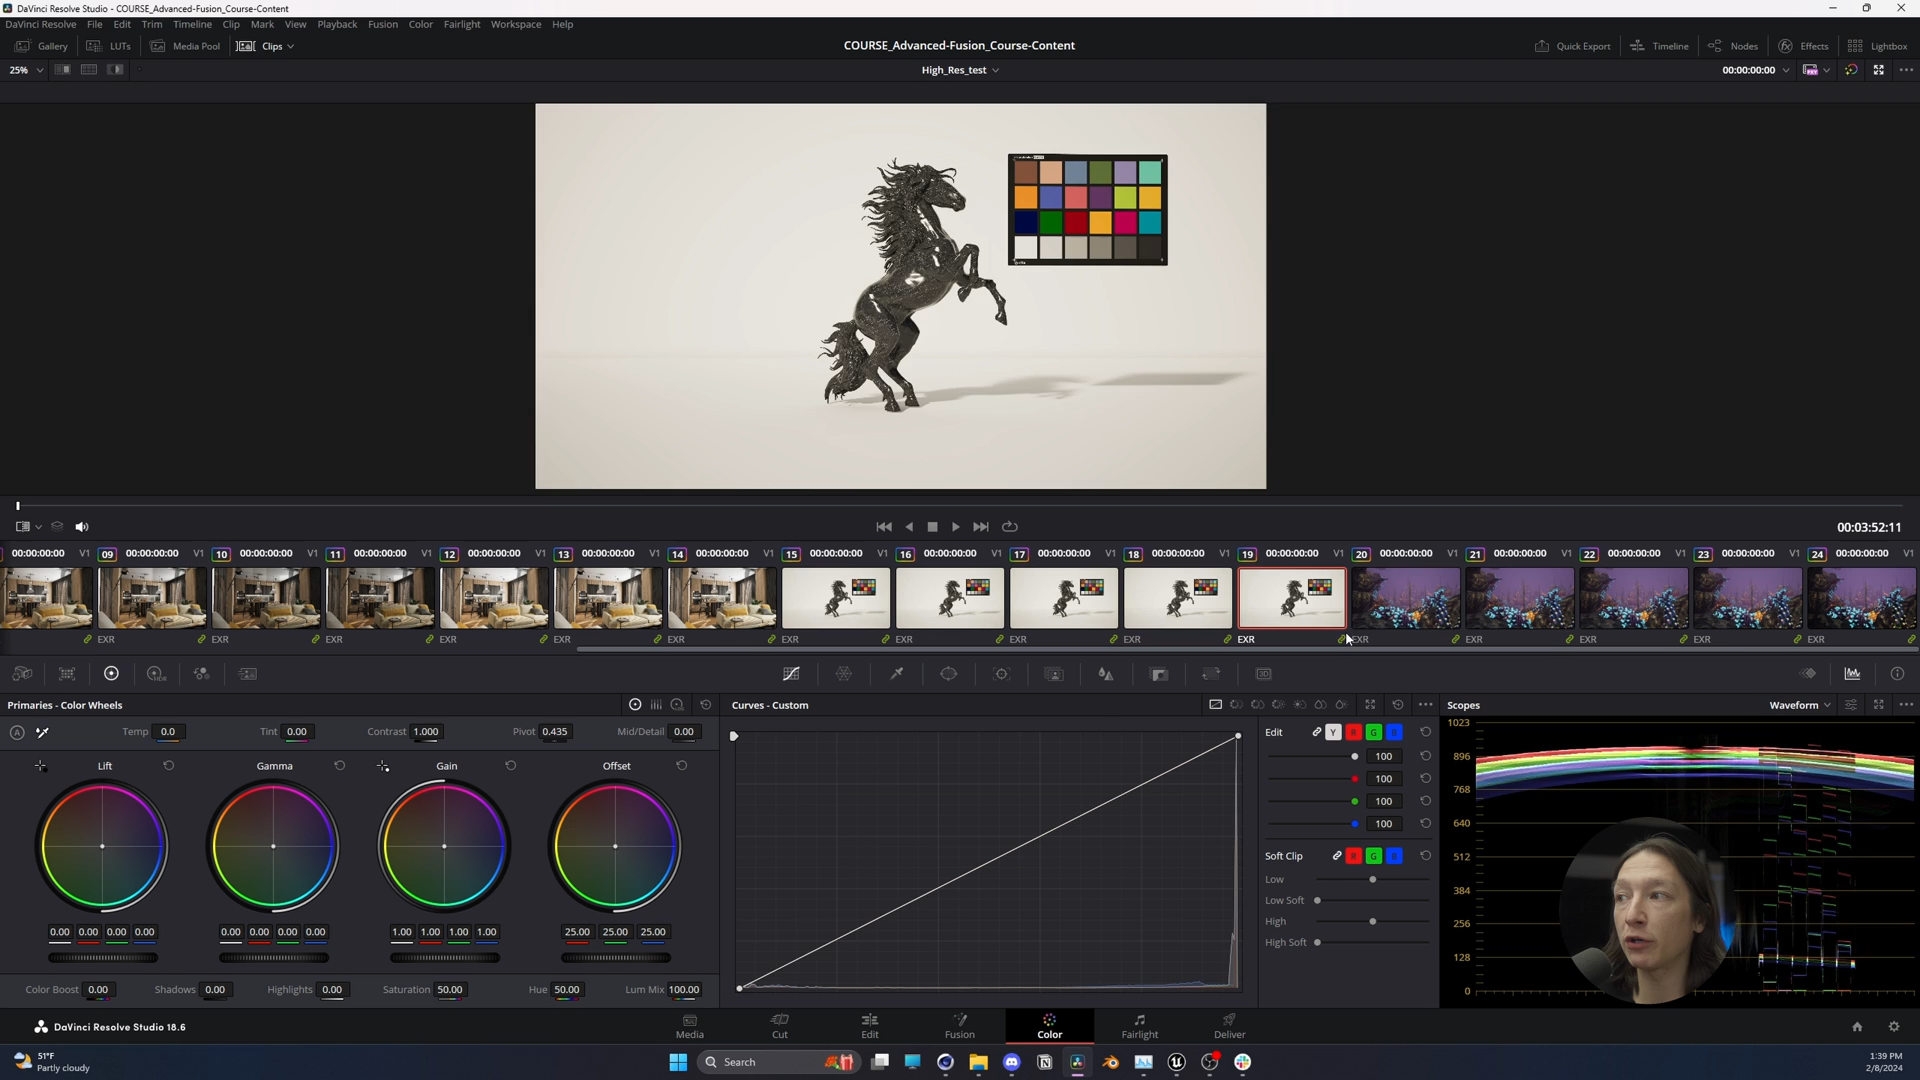 DaVinci Resolve Studio - COURSE_Advanced-Fusion_Course-Content
DaVinci Resolve File Edit Trim Timeline Clip Mark View Playback Fusion Color Fairlight Workspace Help
Gallery LUTs Media Pool Clips COURSE_Advanced-Fusion_Course-Content Quick Export Timeline Nodes Effects Lightbox
25% High_Res_test 00:00:00:00
00:03:52:11
00:00:00:00 V1 09 00:00:00:00 V1 10 00:00:00:00 V1 11 00:00:00:00 V1 12 00:00:00:00 V1 13 00:00:00:00 V1 14 00:00:00:00 V1 15 00:00:00:00 V1 16 00:00:00:00 V1 17 00:00:00:00 V1 18 00:00:00:00 V1 19 00:00:00:00 V1 20 00:00:00:00 V1 21 00:00:00:00 V1 22 00:00:00:00 V1 23 00:00:00:00 V1 24 00:00:00:00 V1
EXR EXR EXR EXR EXR EXR EXR EXR EXR EXR EXR EXR EXR EXR EXR EXR
Primaries - Color Wheels Curves - Custom Scopes Waveform
Temp 0.0 Tint 0.00 Contrast 1.000 Pivot 0.435 Mid/Detail 0.00
Lift Gamma Gain Offset
0.00 0.00 0.00 0.00 0.00 0.00 0.00 0.00 1.00 1.00 1.00 1.00 25.00 25.00 25.00
Color Boost 0.00 Shadows 0.00 Highlights 0.00 Saturation 50.00 Hue 50.00 Lum Mix 100.00
Edit Y R G B
100
100
100
100
Soft Clip R G B
Low
Low Soft
High
High Soft
1023
896
768
640
512
384
256
128
0
DaVinci Resolve Studio 18.6 Media Cut Edit Fusion Color Fairlight Deliver
51°F
Partly cloudy
Search
1:39 PM
2/8/2024